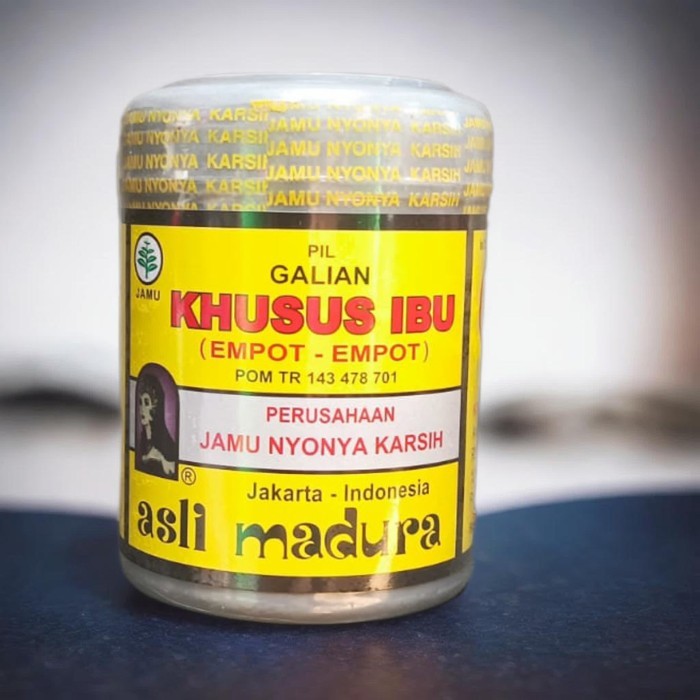 JAMU NYONYA KARSIH
JAMU NYONYA KARSIH
JAMU NYONYA KARSIH
JAMU NYONYA KARSIH
JAMU
PIL
GALIAN
KHUSUS IBU
(EMPOT - EMPOT)
POM TR 143 478 701
PERUSAHAAN
JAMU NYONYA KARSIH
®
Jakarta - Indonesia
asli madura